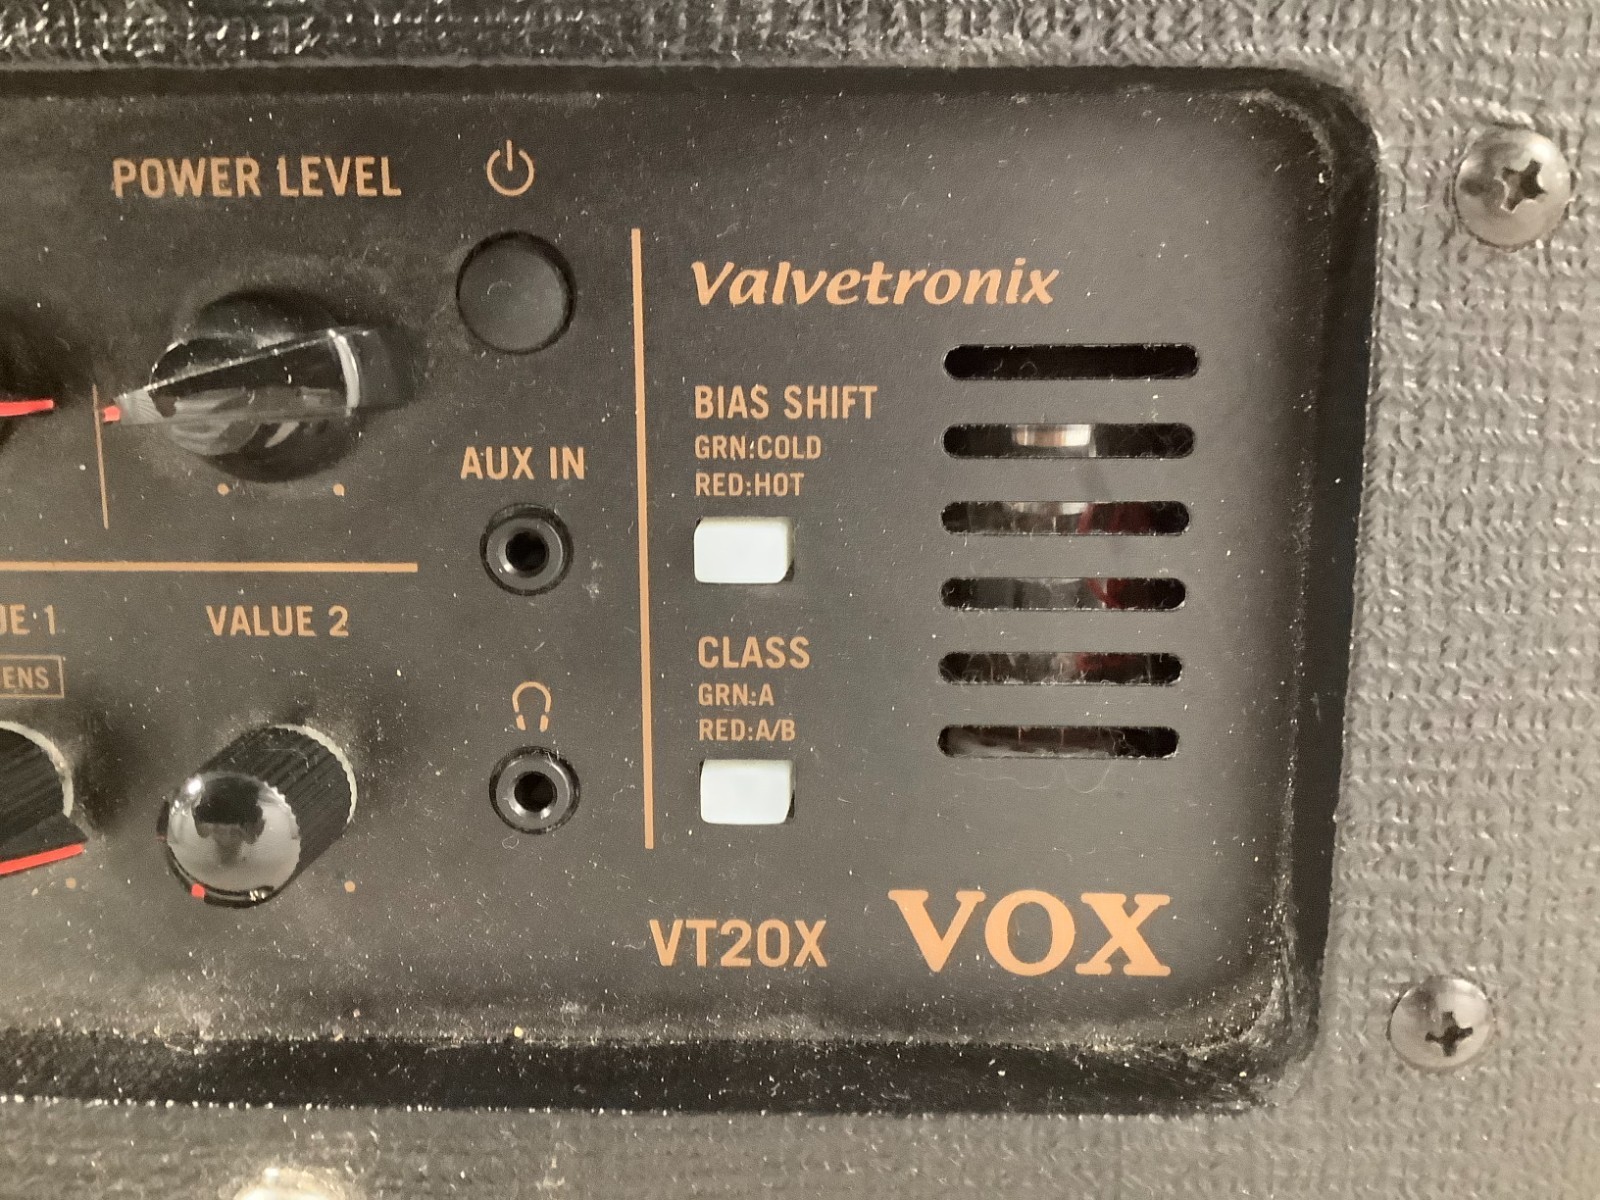 POWER LEVEL
Valvetronix
BIAS SHIFT
GRN:COLD
RED:HOT
AUX IN
VALUE 2
CLASS
GRN:A
RED:A/B
VT20X
VOX